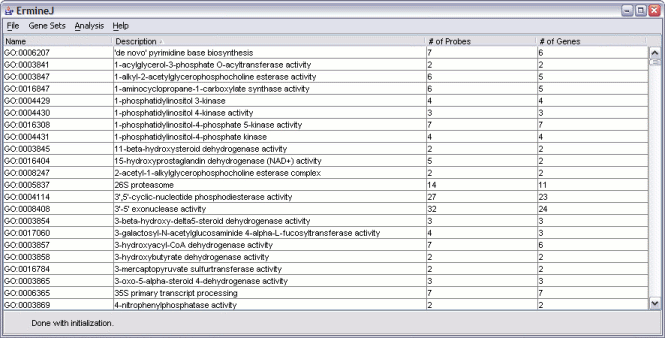 ErmineJ
File Gene Sets Analysis Help
Name Description # of Probes # of Genes
GO:0006207 'de novo' pyrimidine base biosynthesis 7 6
GO:0003841 1-acylglycerol-3-phosphate O-acyltransferase activity 2 2
GO:0003847 1-alkyl-2-acetylglycerophosphocholine esterase activity 6 5
GO:0016847 1-aminocyclopropane-1-carboxylate synthase activity 6 5
GO:0004429 1-phosphatidylinositol 3-kinase 4 4
GO:0004430 1-phosphatidylinositol 4-kinase activity 3 3
GO:0016308 1-phosphatidylinositol-4-phosphate 5-kinase activity 7 7
GO:0004431 1-phosphatidylinositol-4-phosphate kinase 4 4
GO:0003845 11-beta-hydroxysteroid dehydrogenase activity 2 2
GO:0016404 15-hydroxyprostaglandin dehydrogenase (NAD+) activity 5 2
GO:0008247 2-acetyl-1-alkylglycerophosphocholine esterase complex 2 2
GO:0005837 26S proteasome 14 11
GO:0004114 3',5'-cyclic-nucleotide phosphodiesterase activity 27 23
GO:0008408 3'-5' exonuclease activity 32 24
GO:0003854 3-beta-hydroxy-delta5-steroid dehydrogenase activity 3 3
GO:0017060 3-galactosyl-N-acetylglucosaminide 4-alpha-L-fucosyltransferase activity 4 3
GO:0003857 3-hydroxyacyl-CoA dehydrogenase activity 7 6
GO:0003858 3-hydroxybutyrate dehydrogenase activity 2 2
GO:0016784 3-mercaptopyruvate sulfurtransferase activity 2 2
GO:0003865 3-oxo-5-alpha-steroid 4-dehydrogenase activity 3 3
GO:0006365 35S primary transcript processing 7 7
GO:0003869 4-nitrophenylphosphatase activity 2 2
Done with initialization.